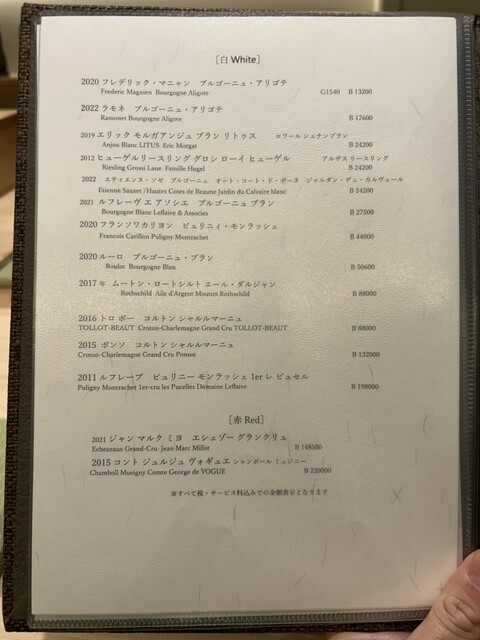 ［白 White］
2020 フレデリック・マニャン　ブルゴーニュ・アリゴテ
Frederic Magnien Bourgogne Aligote G1540 B 13200
2022 ラモネ　ブルゴーニュ・アリゴテ
Ramonet Bourgogne Aligote B 17600
2019 エリック モルガアンジュ ブラン リトゥス　ロワール シュナンブラン
Anjou Blanc LITUS Eric Morgat B 24200
2012 ヒューゲルリースリング グロシ ローイ ヒューゲル　アルザス リースリング
Riesling Grossi Laue Famille Hugel B 24200
2022 エティエンヌ・ソゼ　ブルゴーニュ　オート・コート・ド・ボーヌ　ジャルダン・デュ・カルヴェール
Etienne Sauzet /Hautes Cotes de Beaune Jardin du Calvaire blanc B 24200
2021 ルフレーヴ エ アソシエ　ブルゴーニュ ブラン
Bourgogne Blanc Leflaive & Associes B 27500
2020 フランソワカリヨン　ピュリニィ・モンラッシェ
Francois Carillon Puligny Montrachet B 44000
2020 ルーロ　ブルゴーニュ・ブラン
Roulot Bourgogne Blan B 50600
2017 年　ムートン・ロートシルト エール・ダルジャン
Rothschild Aile d'Argent Mouton Rothschild B 88000
2016 トロ ボー　コルトン シャルルマーニュ
TOLLOT-BEAUT Croton-Charlemagne Grand Cru TOLLOT-BEAUT B 88000
2015 ポンソ　コルトン シャルルマーニュ
Croton-Charlemagne Grand Cru Ponsot B 132000
2011 ルフレーブ　ピュリニー モンラッシェ 1er レ ピュセル
Puligny Montrachet 1er-cru les Pucelles Domaine Leflaive B 198000
［赤 Red］
2021 ジャン マルク ミヨ　エシェゾー グランクリュ
Echezeaux Grand-Cru Jean Marc Millot B 148500
2015 コント ジュルジュ ヴォギュエ シャンボール ミュジニー
Chamboll Musigny Comte George de VOGUE B 220000
※すべて税・サービス料込みでの金額表示となります